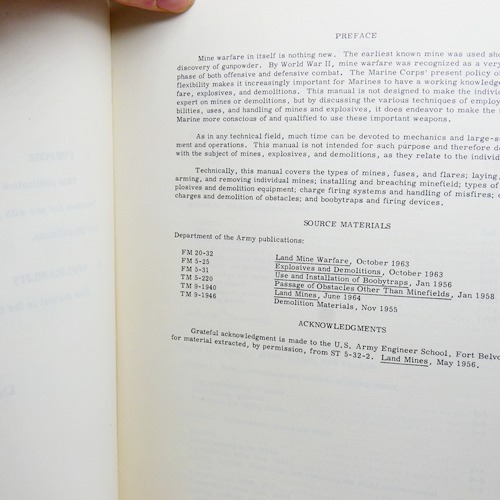 PREFACE
Mine warfare in itself is nothing new. The earliest known mine was used sho
discovery of gunpowder. By World War II, mine warfare was recognized as a very
phase of both offensive and defensive combat. The Marine Corps' present policy of
flexibility makes it increasingly important for Marines to have a working knowledge
fare, explosives, and demolitions. This manual is not designed to make the individ
expert on mines or demolitions, but by discussing the various techniques of employ
bilities, uses, and handling of mines and explosives, it does endeavor to make the
Marine more conscious of and qualified to use these important weapons.
As in any technical field, much time can be devoted to mechanics and large-s
ment and operations. This manual is not intended for such purpose and therefore de
with the subject of mines, explosives, and demolitions, as they relate to the individ
Technically, this manual covers the types of mines, fuses, and flares; laying,
arming, and removing individual mines; installing and breaching minefield; types of
plosives and demolition equipment; charge firing systems and handling of misfires; e
charges and demolition of obstacles; and boobytraps and firing devices.
SOURCE MATERIALS
Department of the Army publications:
FM 20-32 Land Mine Warfare, October 1963
FM 5-25 Explosives and Demolitions, October 1963
FM 5-31 Use and Installation of Boobytraps, Jan 1956
TM 5-220 Passage of Obstacles Other Than Minefields, Jan 1958
TM 9-1940 Land Mines, June 1964
TM 9-1946 Demolition Materials, Nov 1955
ACKNOWLEDGMENTS
Grateful acknowledgment is made to the U.S. Army Engineer School, Fort Belvo
for material extracted, by permission, from ST 5-32-2. Land Mines, May 1956.